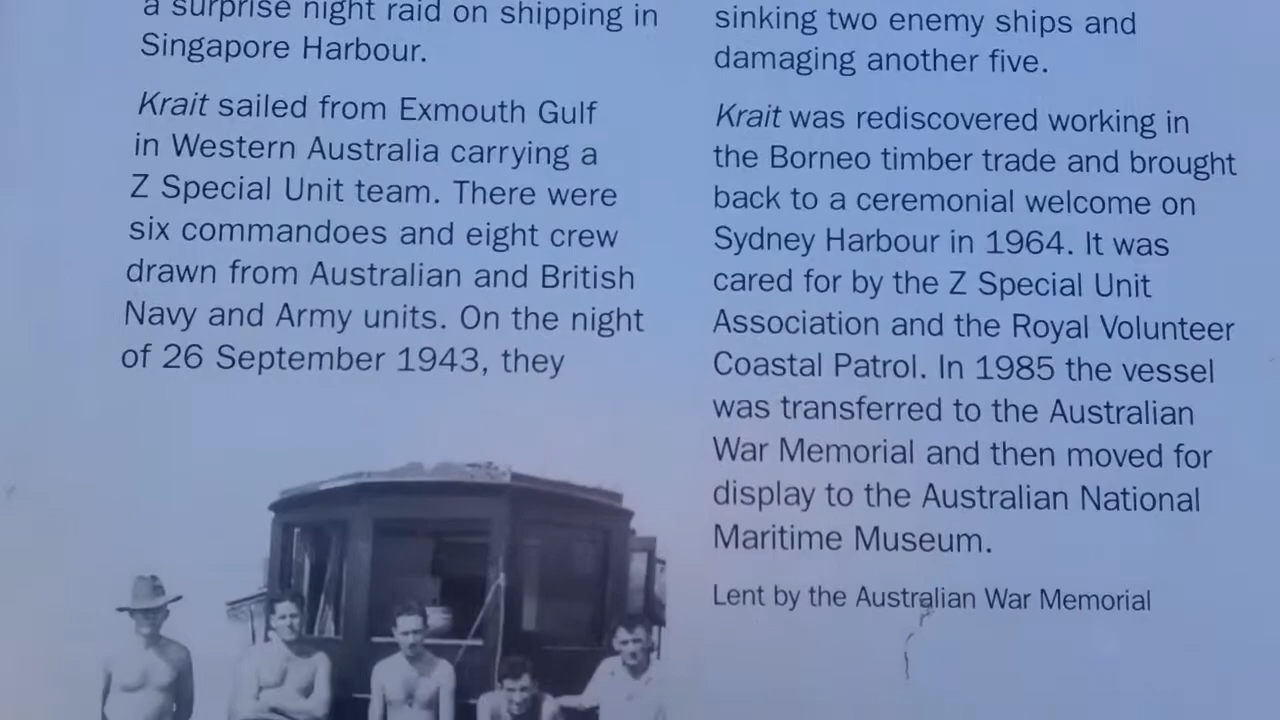 a surprise night raid on shipping in
Singapore Harbour.
Krait sailed from Exmouth Gulf
in Western Australia carrying a
Z Special Unit team. There were
six commandoes and eight crew
drawn from Australian and British
Navy and Army units. On the night
of 26 September 1943, they
sinking two enemy ships and
damaging another five.
Krait was rediscovered working in
the Borneo timber trade and brought
back to a ceremonial welcome on
Sydney Harbour in 1964. It was
cared for by the Z Special Unit
Association and the Royal Volunteer
Coastal Patrol. In 1985 the vessel
was transferred to the Australian
War Memorial and then moved for
display to the Australian National
Maritime Museum.
Lent by the Australian War Memorial